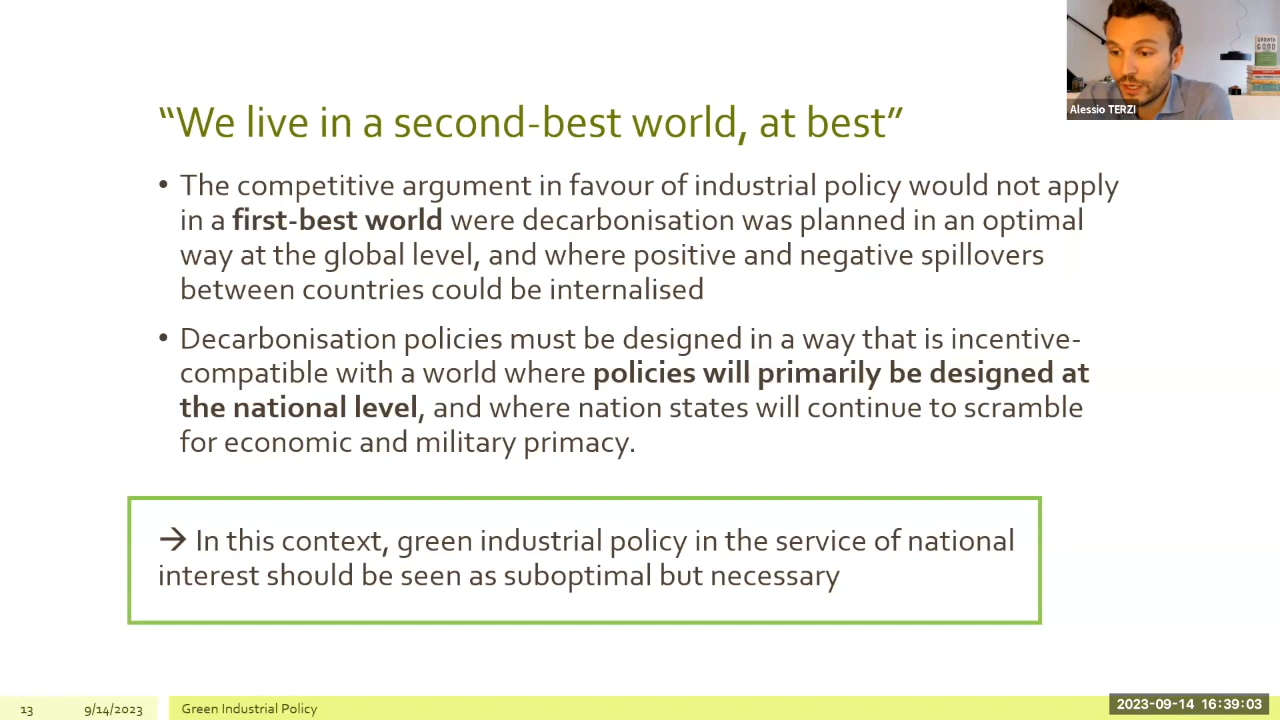 GROWTH
GOOD
Alessio TERZI
“We live in a second-best world, at best”
• The competitive argument in favour of industrial policy would not apply
in a first-best world were decarbonisation was planned in an optimal
way at the global level, and where positive and negative spillovers
between countries could be internalised
• Decarbonisation policies must be designed in a way that is incentive-
compatible with a world where policies will primarily be designed at
the national level, and where nation states will continue to scramble
for economic and military primacy.
→ In this context, green industrial policy in the service of national
interest should be seen as suboptimal but necessary
13 9/14/2023 Green Industrial Policy
2023-09-14 16:39:03